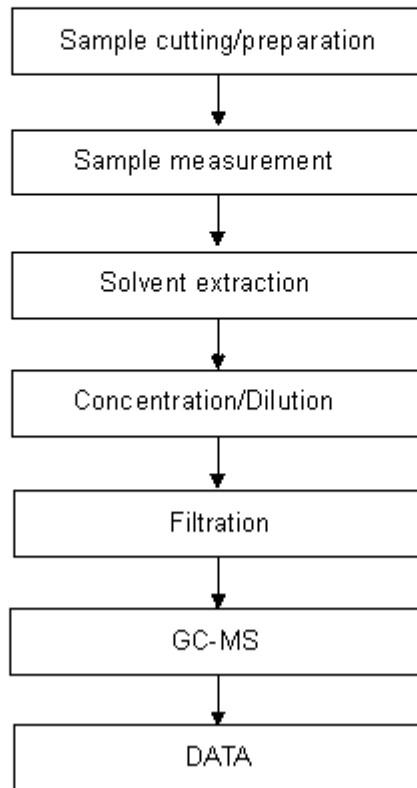 Sample cutting/preparation
Sample measurement
Solvent extraction
Concentration/Dilution
Filtration
GC-MS
DATA